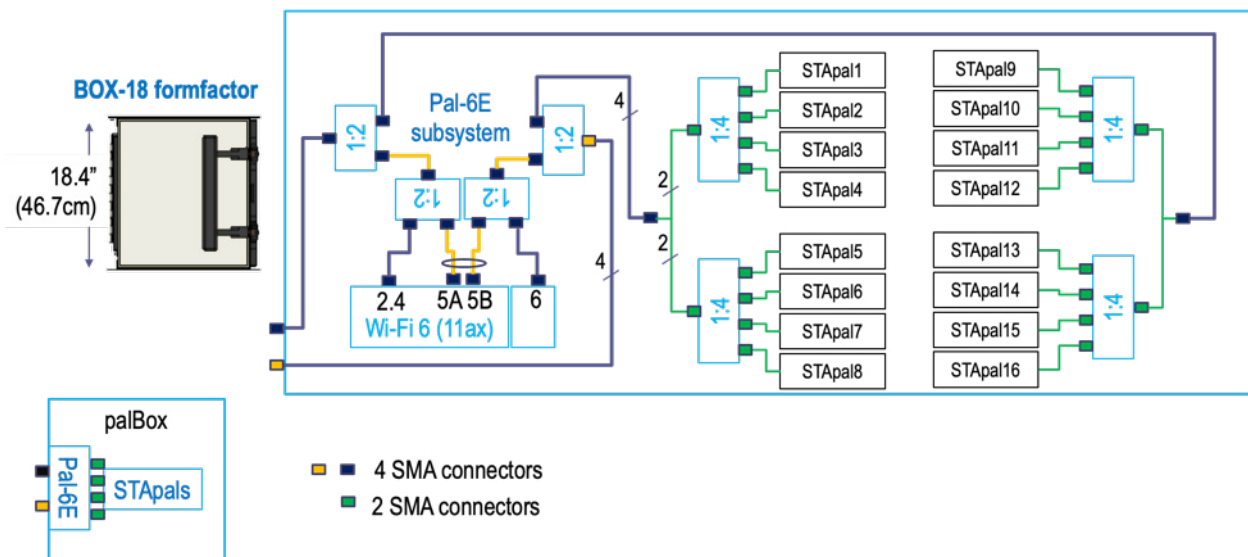 BOX-18 formfactor
18.4”
(46.7cm)
Pal-6E
subsystem
1:2
1:2
1:2
1:2
2.4
5A
5B
6
Wi-Fi 6 (11ax)
4
4
2
2
1:4
STApal1
STApal2
STApal3
STApal4
1:4
STApal5
STApal6
STApal7
STApal8
STApal9
STApal10
STApal11
STApal12
1:4
STApal13
STApal14
STApal15
STApal16
1:4
palBox
Pal-6E
STApals
4 SMA connectors
2 SMA connectors